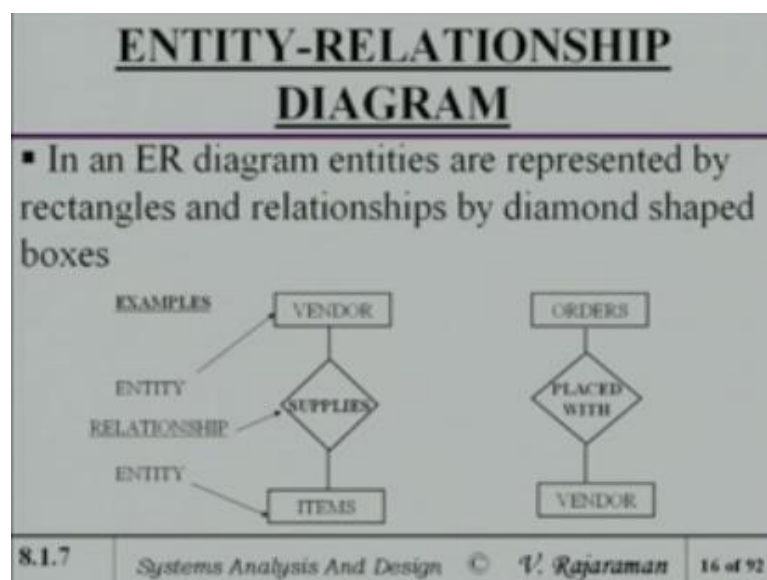 ENTITY-RELATIONSHIP
DIAGRAM
▪ In an ER diagram entities are represented by
rectangles and relationships by diamond shaped
boxes
EXAMPLES
VENDOR
ENTITY
SUPPLIES
RELATIONSHIP
ENTITY
ITEMS
ORDERS
PLACED
WITH
VENDOR
8.1.7
Systems Analysis And Design © V. Rajaraman
16 of 92